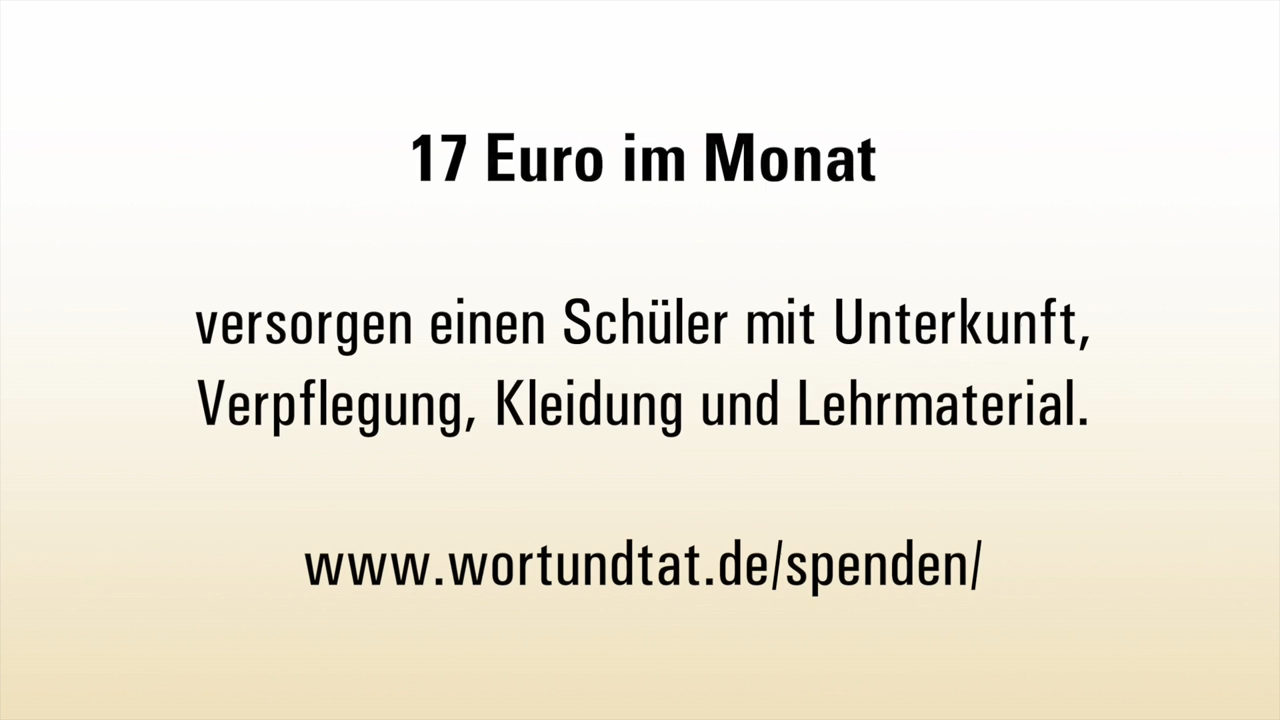 17 Euro im Monat
versorgen einen Schüler mit Unterkunft,
Verpflegung, Kleidung und Lehrmaterial.
www.wortundtat.de/spenden/